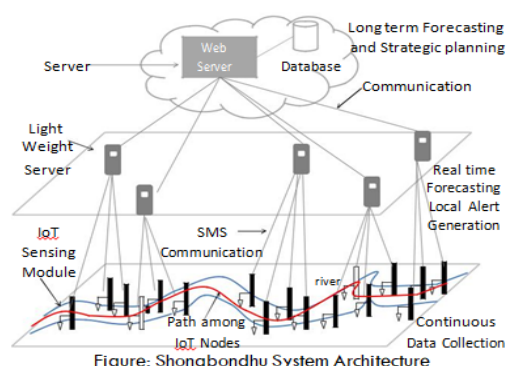 Long term Forecasting
and Strategic planning
Web
Server
Database
Server
Communication
Light
Weight
Server
Real time
Forecasting
Local Alert
Generation
IoT
Sensing
Module
SMS
Communication
river
Path among
IoT Nodes
Continuous
Data Collection
Figure: Shongbondhu System Architecture